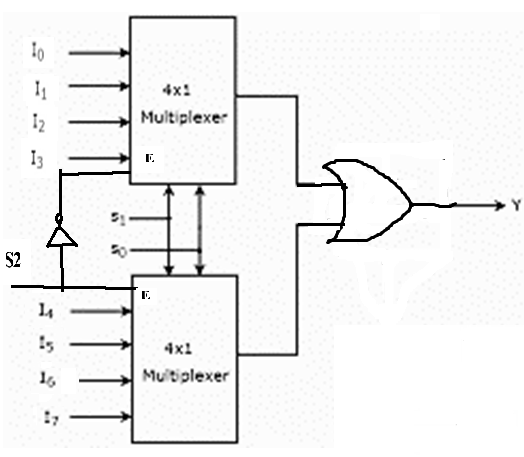 I₀
I₁
I₂
I₃
4x1
Multiplexer
E
s₁
s₀
S2
Y
E
I₄
I₅
I₆
I₇
4x1
Multiplexer